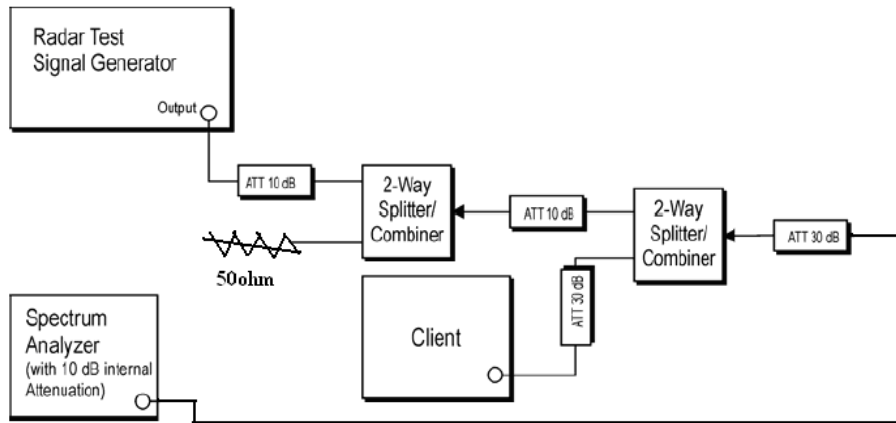 Radar Test
Signal Generator
Output
ATT 10 dB
2-Way
Splitter/
Combiner
ATT 10 dB
2-Way
Splitter/
Combiner
ATT 30 dB
50ohm
ATT 30 dB
Client
Spectrum
Analyzer
(with 10 dB internal
Attenuation)